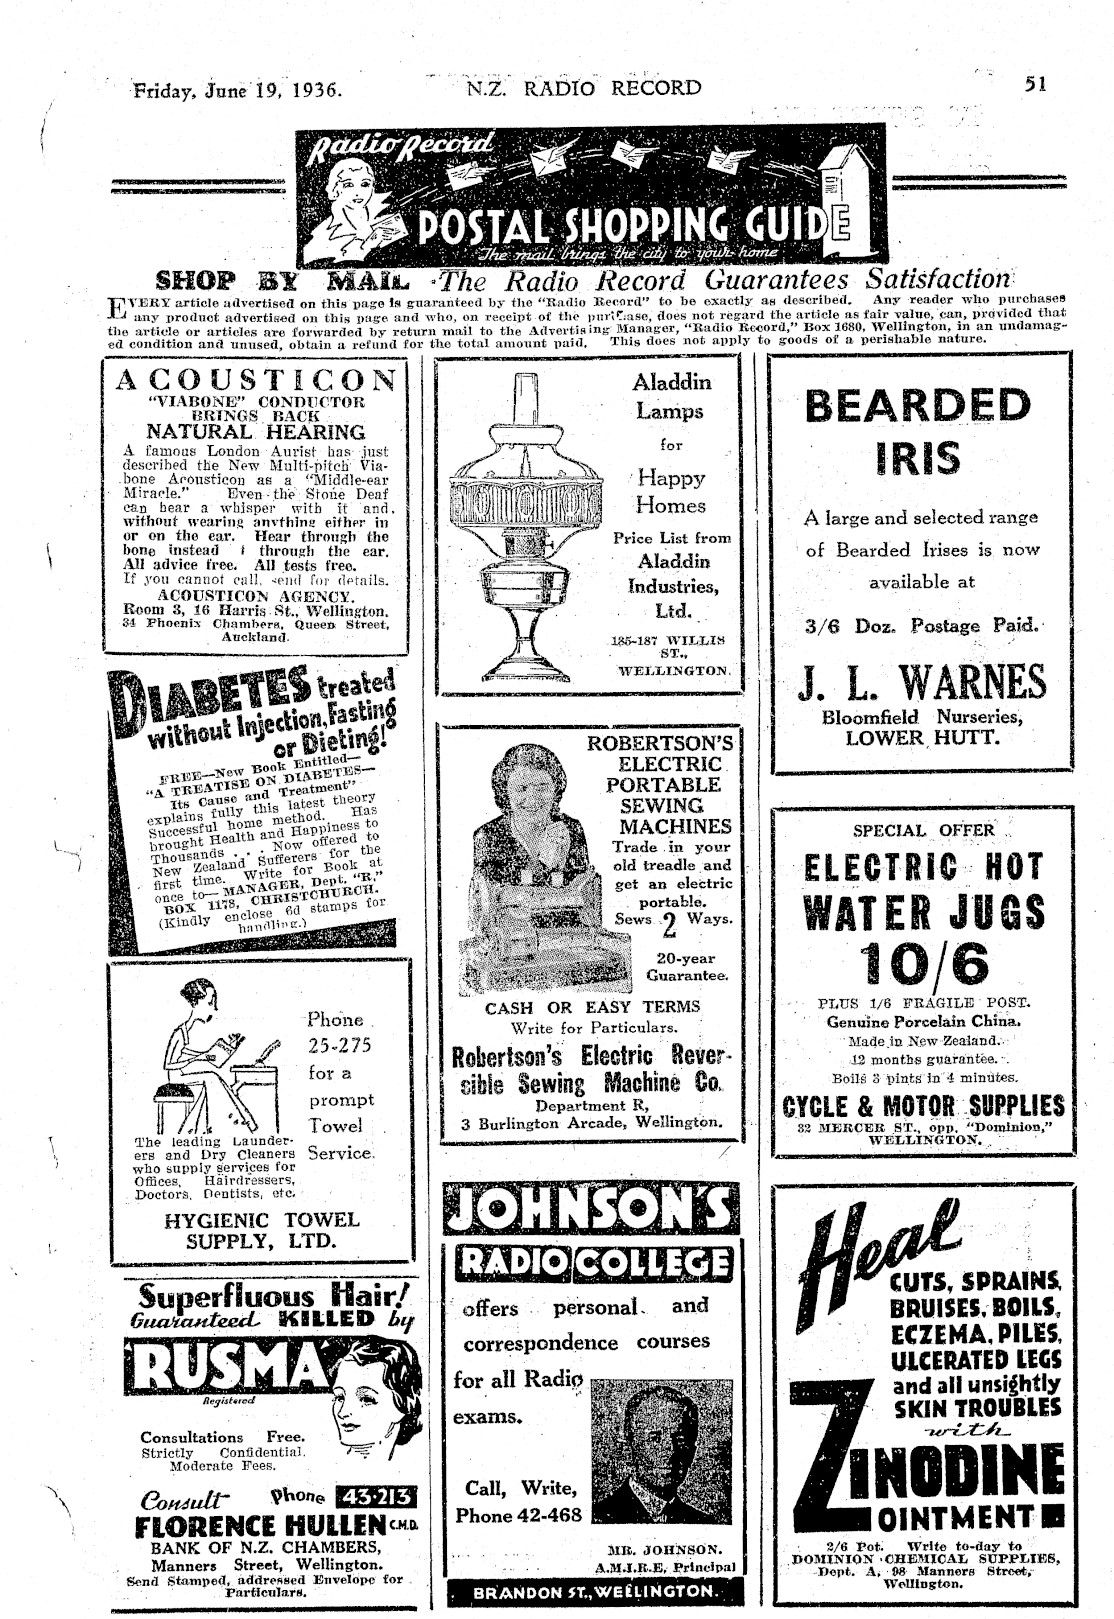 Friday, June 19, 1936.
N.Z. RADIO RECORD
51
Radio Record
POSTAL SHOPPING GUIDE
The mail brings the city to your home
SHOP BY MAIL - The Radio Record Guarantees Satisfaction
EVERY article advertised on this page is guaranteed by the "Radio Record" to be exactly as described. Any reader who purchases
any product advertised on this page and who, on receipt of the purchase, does not regard the article as fair value, can, provided that
the article or articles are forwarded by return mail to the Advertising Manager, "Radio Record," Box 1680, Wellington, in an undamag-
ed condition and unused, obtain a refund for the total amount paid. This does not apply to goods of a perishable nature.
ACOUSTICON
"VIABONE" CONDUCTOR
BRINGS BACK
NATURAL HEARING
A famous London Aurist has just
described the New Multi-pitch Via-
bone Acousticon as a "Middle-ear
Miracle." Even the Stone Deaf
can hear a whisper with it and,
without wearing anything either in
or on the ear. Hear through the
bone instead f through the ear.
All advice free. All tests free.
If you cannot call, send for details.
ACOUSTICON AGENCY.
Room 3, 16 Harris St., Wellington,
34 Phoenix Chambers, Queen Street,
Auckland.
DIABETES treated
without Injection, Fasting
or Dieting!
FREE—New Book Entitled—
"A TREATISE ON DIABETES—
Its Cause and Treatment"
explains fully this latest theory
Successful home method. Has
brought Health and Happiness to
Thousands . . . Now offered to
New Zealand Sufferers for the
first time. Write for Book at
once to— MANAGER, Dept. "R,"
BOX 1178, CHRISTCHURCH.
(Kindly enclose 6d stamps for
handling.)
Phone
25-275
for a
prompt
Towel
Service.
The leading Launder-
ers and Dry Cleaners
who supply services for
Offices, Hairdressers,
Doctors, Dentists, etc.
HYGIENIC TOWEL
SUPPLY, LTD.
Superfluous Hair!
Guaranteed KILLED by
'RUSMA'
Registered
Consultations Free.
Strictly Confidential.
Moderate Fees.
Consult Phone 43-213
FLORENCE HULLEN C.M.D.
BANK OF N.Z. CHAMBERS,
Manners Street, Wellington.
Send Stamped, addressed Envelope for
Particulars.
Aladdin
Lamps
for
Happy
Homes
Price List from
Aladdin
Industries,
Ltd.
185-187 WILLIS
ST.,
WELLINGTON.
ROBERTSON'S
ELECTRIC
PORTABLE
SEWING
MACHINES
Trade in your
old treadle and
get an electric
portable.
Sews 2 Ways.
20-year
Guarantee.
CASH OR EASY TERMS
Write for Particulars.
Robertson's Electric Rever-
sible Sewing Machine Co.
Department R,
3 Burlington Arcade, Wellington.
JOHNSON'S
RADIO COLLEGE
offers personal and
correspondence courses
for all Radio
exams.
Call, Write,
Phone 42-468
MR. JOHNSON.
A.M.I.R.E, Principal
BRANDON ST., WELLINGTON.
BEARDED
IRIS
A large and selected range
of Bearded Irises is now
available at
3/6 Doz. Postage Paid.
J. L. WARNES
Bloomfield Nurseries,
LOWER HUTT.
SPECIAL OFFER
ELECTRIC HOT
WATER JUGS
10/6
PLUS 1/6 FRAGILE POST.
Genuine Porcelain China.
Made in New Zealand.
12 months guarantee.
Boils 3 pints in 4 minutes.
CYCLE & MOTOR SUPPLIES
32 MERCER ST., opp. "Dominion,"
WELLINGTON.
Heal
CUTS, SPRAINS,
BRUISES, BOILS,
ECZEMA, PILES,
ULCERATED LEGS
and all unsightly
SKIN TROUBLES
with
ZINODINE
OINTMENT
2/6 Pot. Write to-day to
DOMINION CHEMICAL SUPPLIES,
Dept. A, 98 Manners Street,
Wellington.